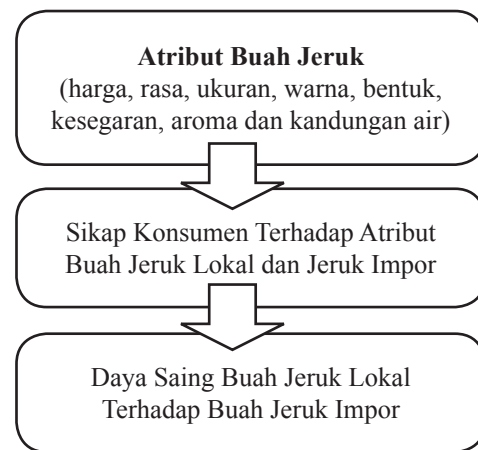 Atribut Buah Jeruk
(harga, rasa, ukuran, warna, bentuk,
kesegaran, aroma dan kandungan air)
Sikap Konsumen Terhadap Atribut
Buah Jeruk Lokal dan Jeruk Impor
Daya Saing Buah Jeruk Lokal
Terhadap Buah Jeruk Impor